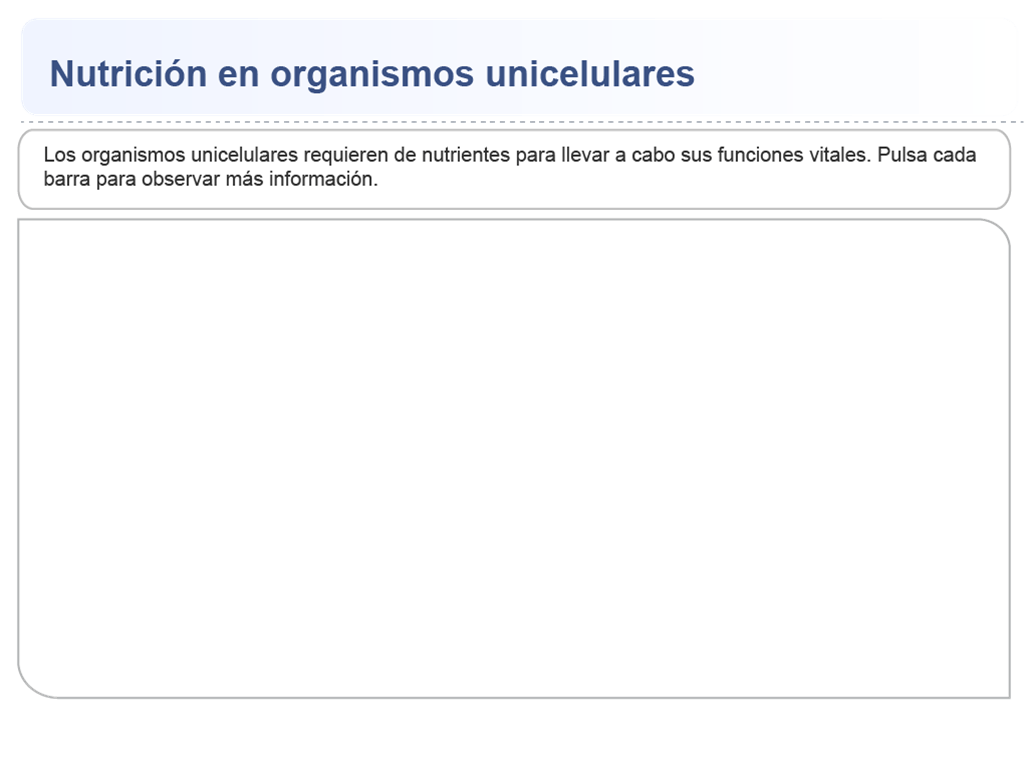 Nutrición en organismos unicelulares
Los organismos unicelulares requieren de nutrientes para llevar a cabo sus funciones vitales. Pulsa cada
barra para observar más información.